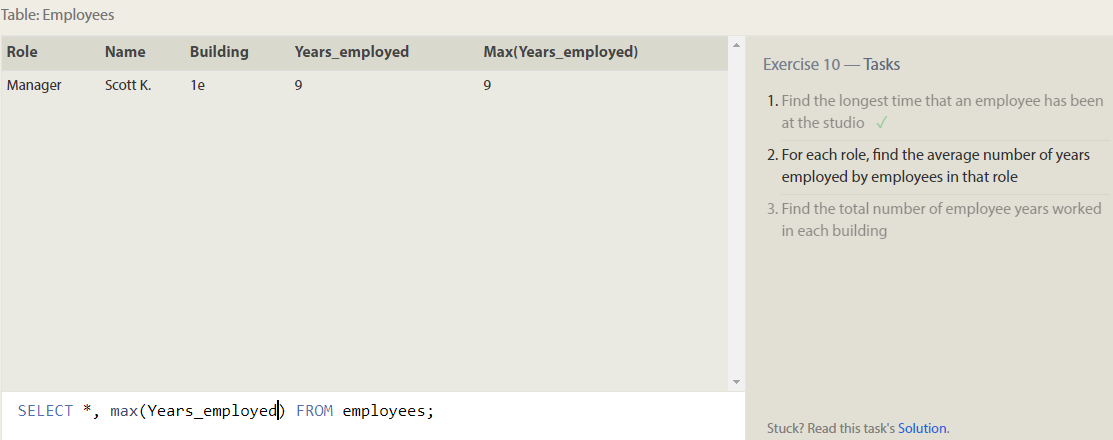 Table: Employees
Role Name Building Years_employed Max(Years_employed)
Manager Scott K. 1e 9 9
SELECT *, max(Years_employed) FROM employees;
Exercise 10 — Tasks
1. Find the longest time that an employee has been
at the studio ✓
2. For each role, find the average number of years
employed by employees in that role
3. Find the total number of employee years worked
in each building
Stuck? Read this task's Solution.